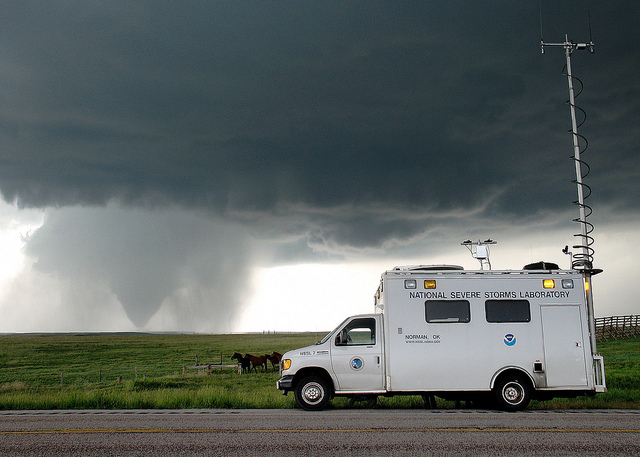 NATIONAL SEVERE STORMS LABORATORY
NORMAN, OK